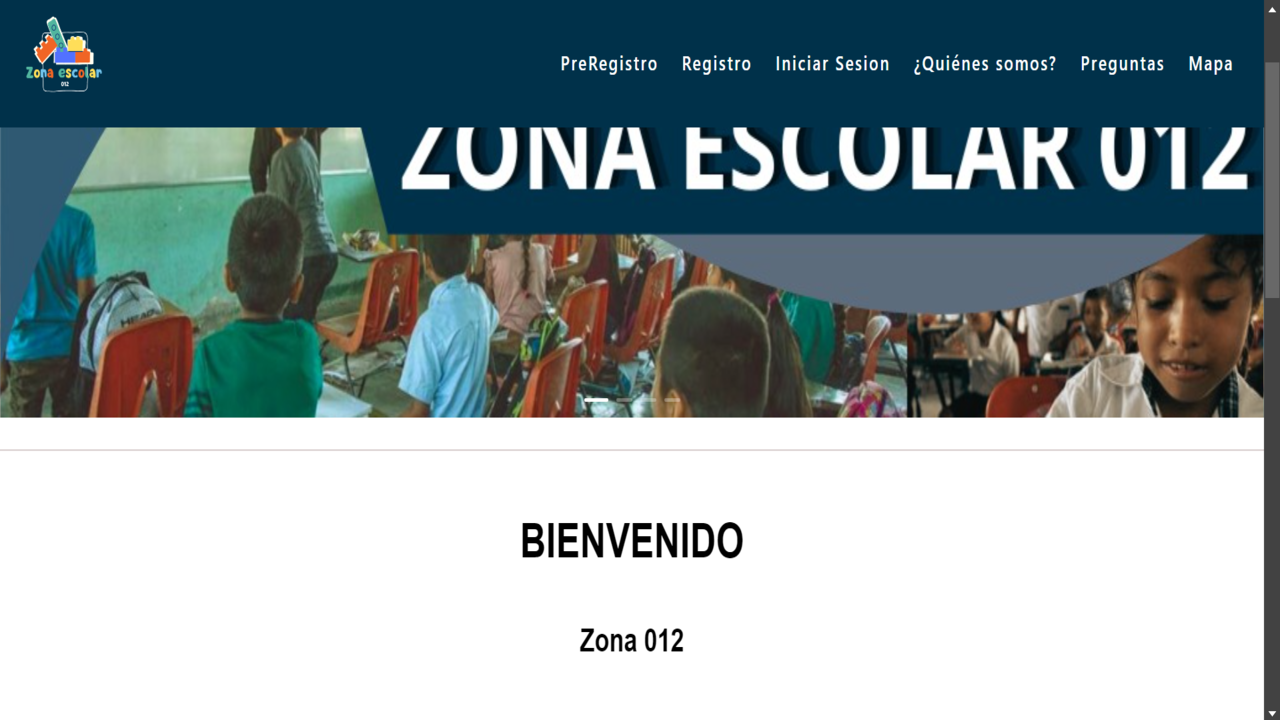 Zona escolar
012
PreRegistro Registro Iniciar Sesion ¿Quiénes somos? Preguntas Mapa
ZONA ESCOLAR 012
HEAD
BIENVENIDO
Zona 012